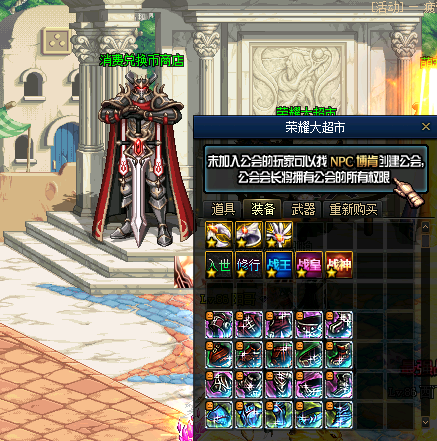 [活动]一
消费兑换币商店
荣耀大超市
荣耀大超市
未加入公会的玩家可以找 NPC 博肯创建公会,
公会会长将拥有公会的所有权限
道具 装备 武器 重新购买
入世 修行 战王 战皇 战神